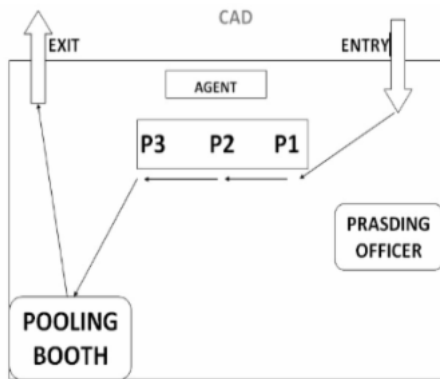 CAD
EXIT
ENTRY
AGENT
P3 P2 P1
PRASDING
OFFICER
POOLING
BOOTH